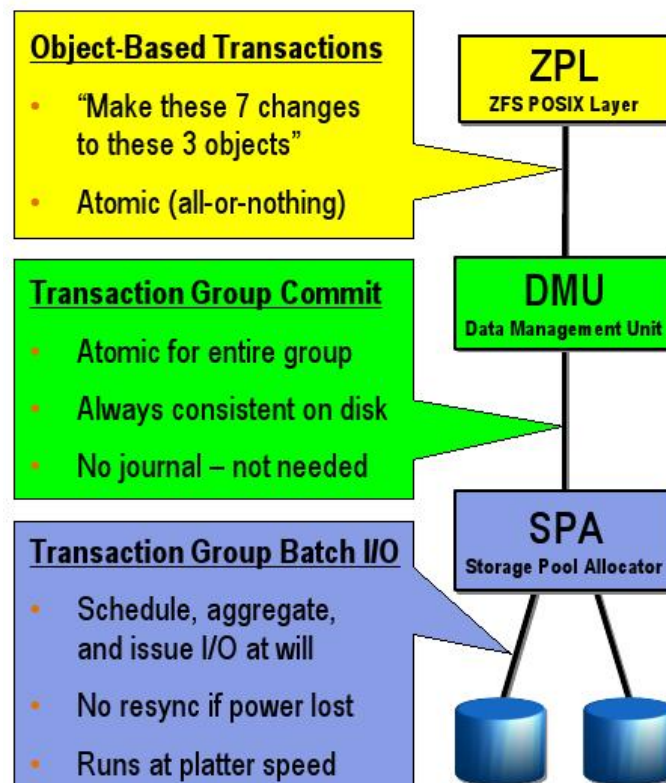 Object-Based Transactions
• “Make these 7 changes
to these 3 objects”
• Atomic (all-or-nothing)
ZPL
ZFS POSIX Layer
Transaction Group Commit
• Atomic for entire group
• Always consistent on disk
• No journal – not needed
DMU
Data Management Unit
Transaction Group Batch I/O
• Schedule, aggregate,
and issue I/O at will
• No resync if power lost
• Runs at platter speed
SPA
Storage Pool Allocator